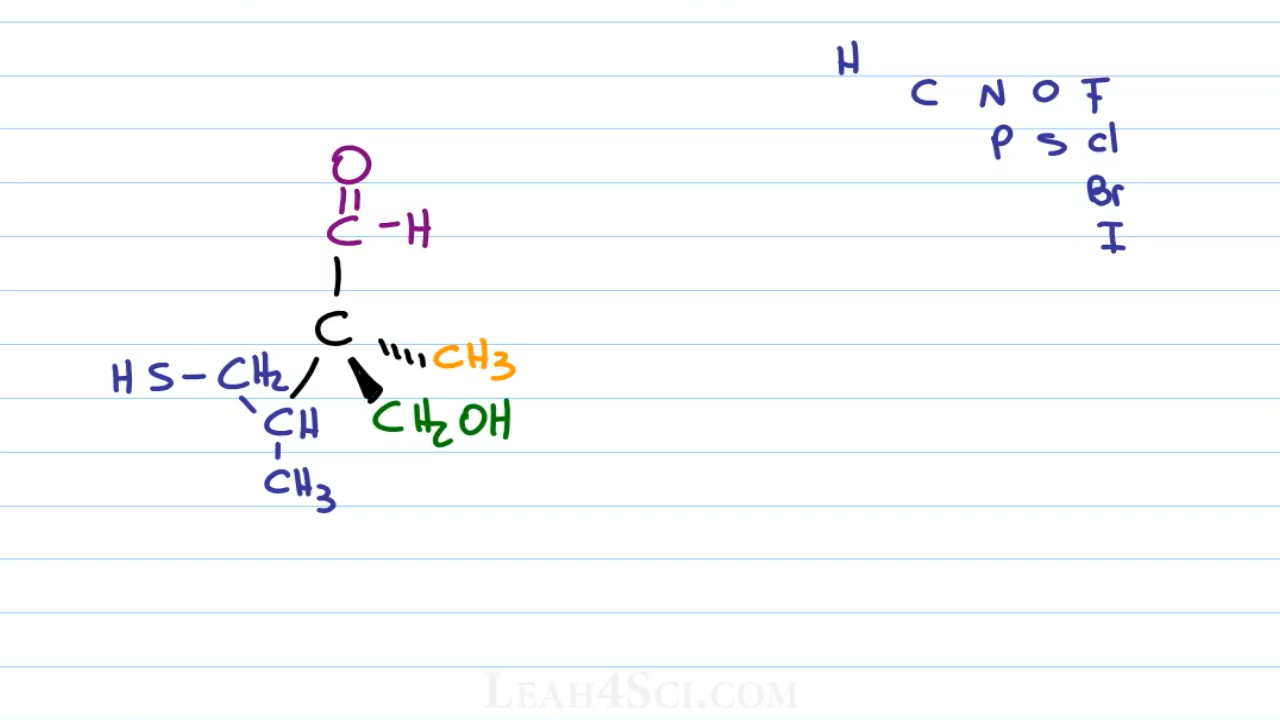 H
C N O F
P S Cl
Br
I
O
C-H
C
HS-CH2
CH3
CH
CH2OH
CH3
LEAH4SCI.COM